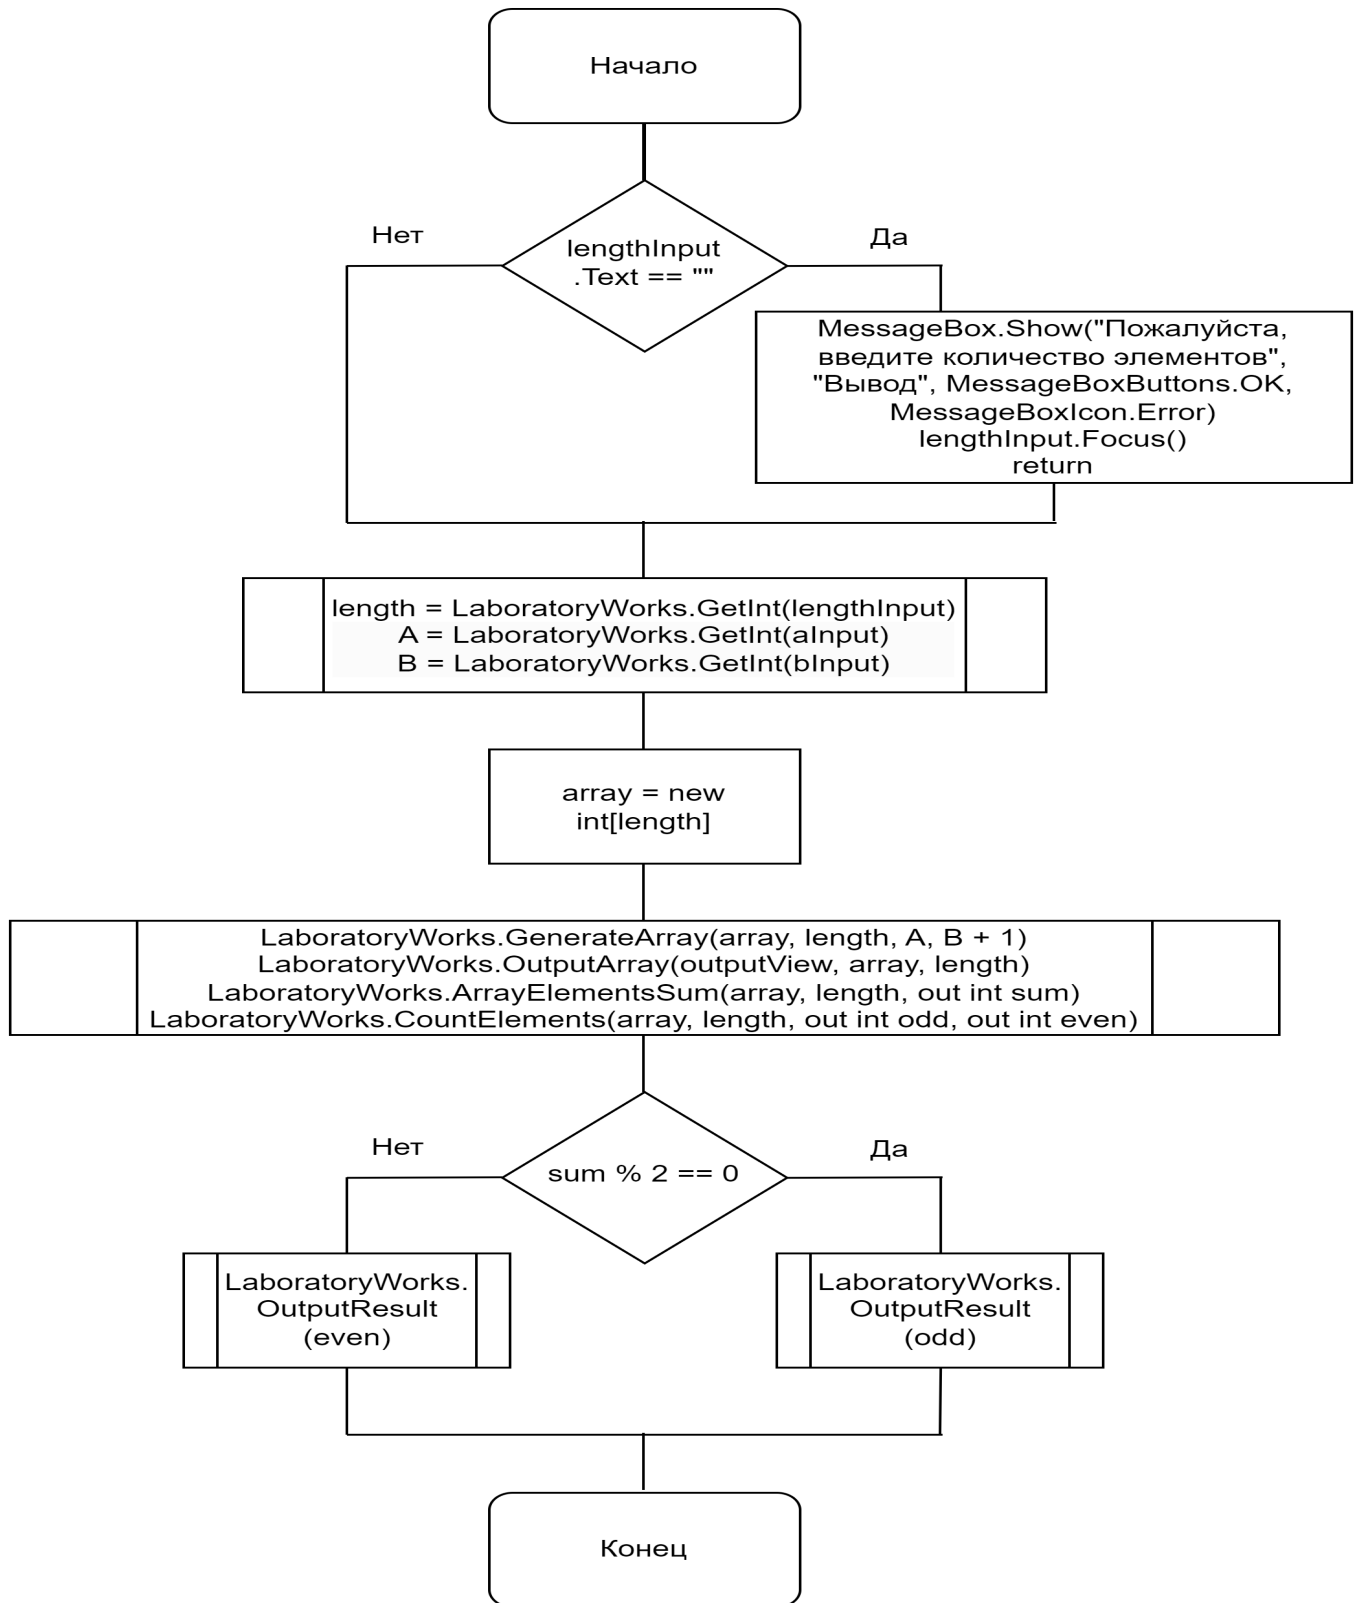 Начало
Нет
Да
lengthInput
.Text == ""
MessageBox.Show("Пожалуйста,
введите количество элементов",
"Вывод", MessageBoxButtons.OK,
MessageBoxIcon.Error)
lengthInput.Focus()
return
length = LaboratoryWorks.GetInt(lengthInput)
A = LaboratoryWorks.GetInt(aInput)
B = LaboratoryWorks.GetInt(bInput)
array = new
int[length]
LaboratoryWorks.GenerateArray(array, length, A, B + 1)
LaboratoryWorks.OutputArray(outputView, array, length)
LaboratoryWorks.ArrayElementsSum(array, length, out int sum)
LaboratoryWorks.CountElements(array, length, out int odd, out int even)
Нет
Да
sum % 2 == 0
LaboratoryWorks.
OutputResult
(even)
LaboratoryWorks.
OutputResult
(odd)
Конец